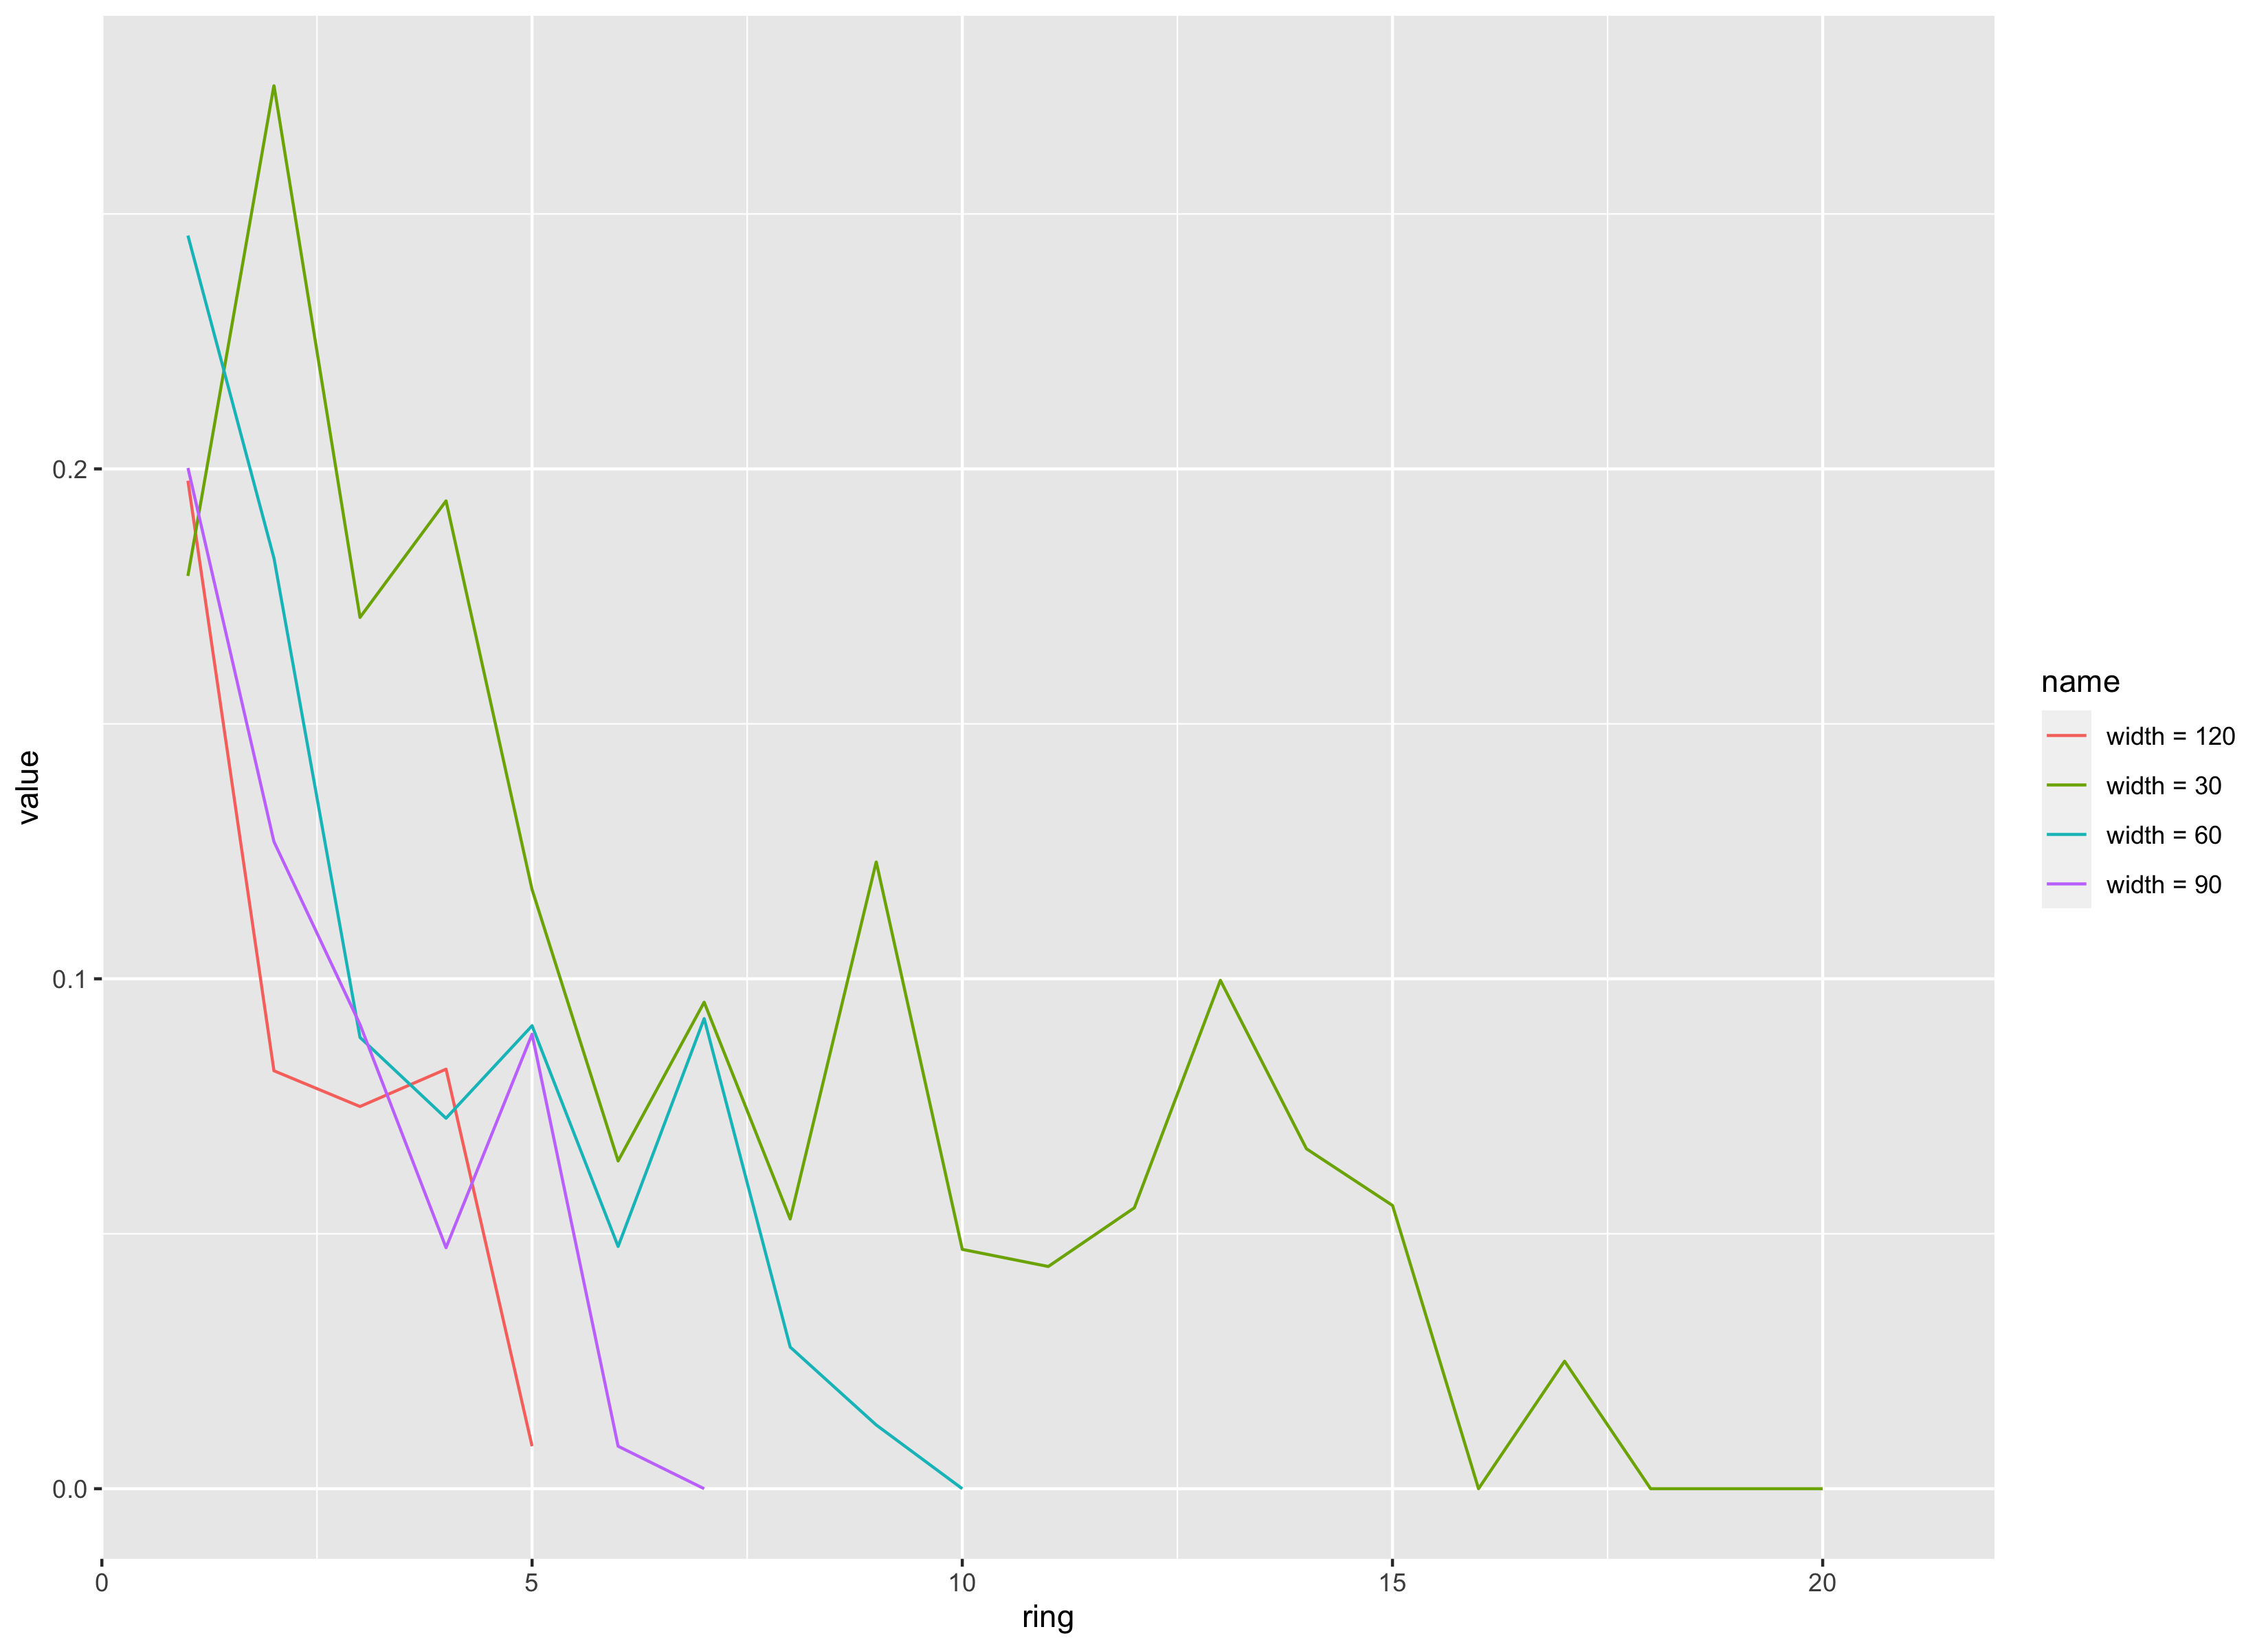 value
0.2
0.1
0.0
0 5 10 15 20
ring
name
width = 120
width = 30
width = 60
width = 90